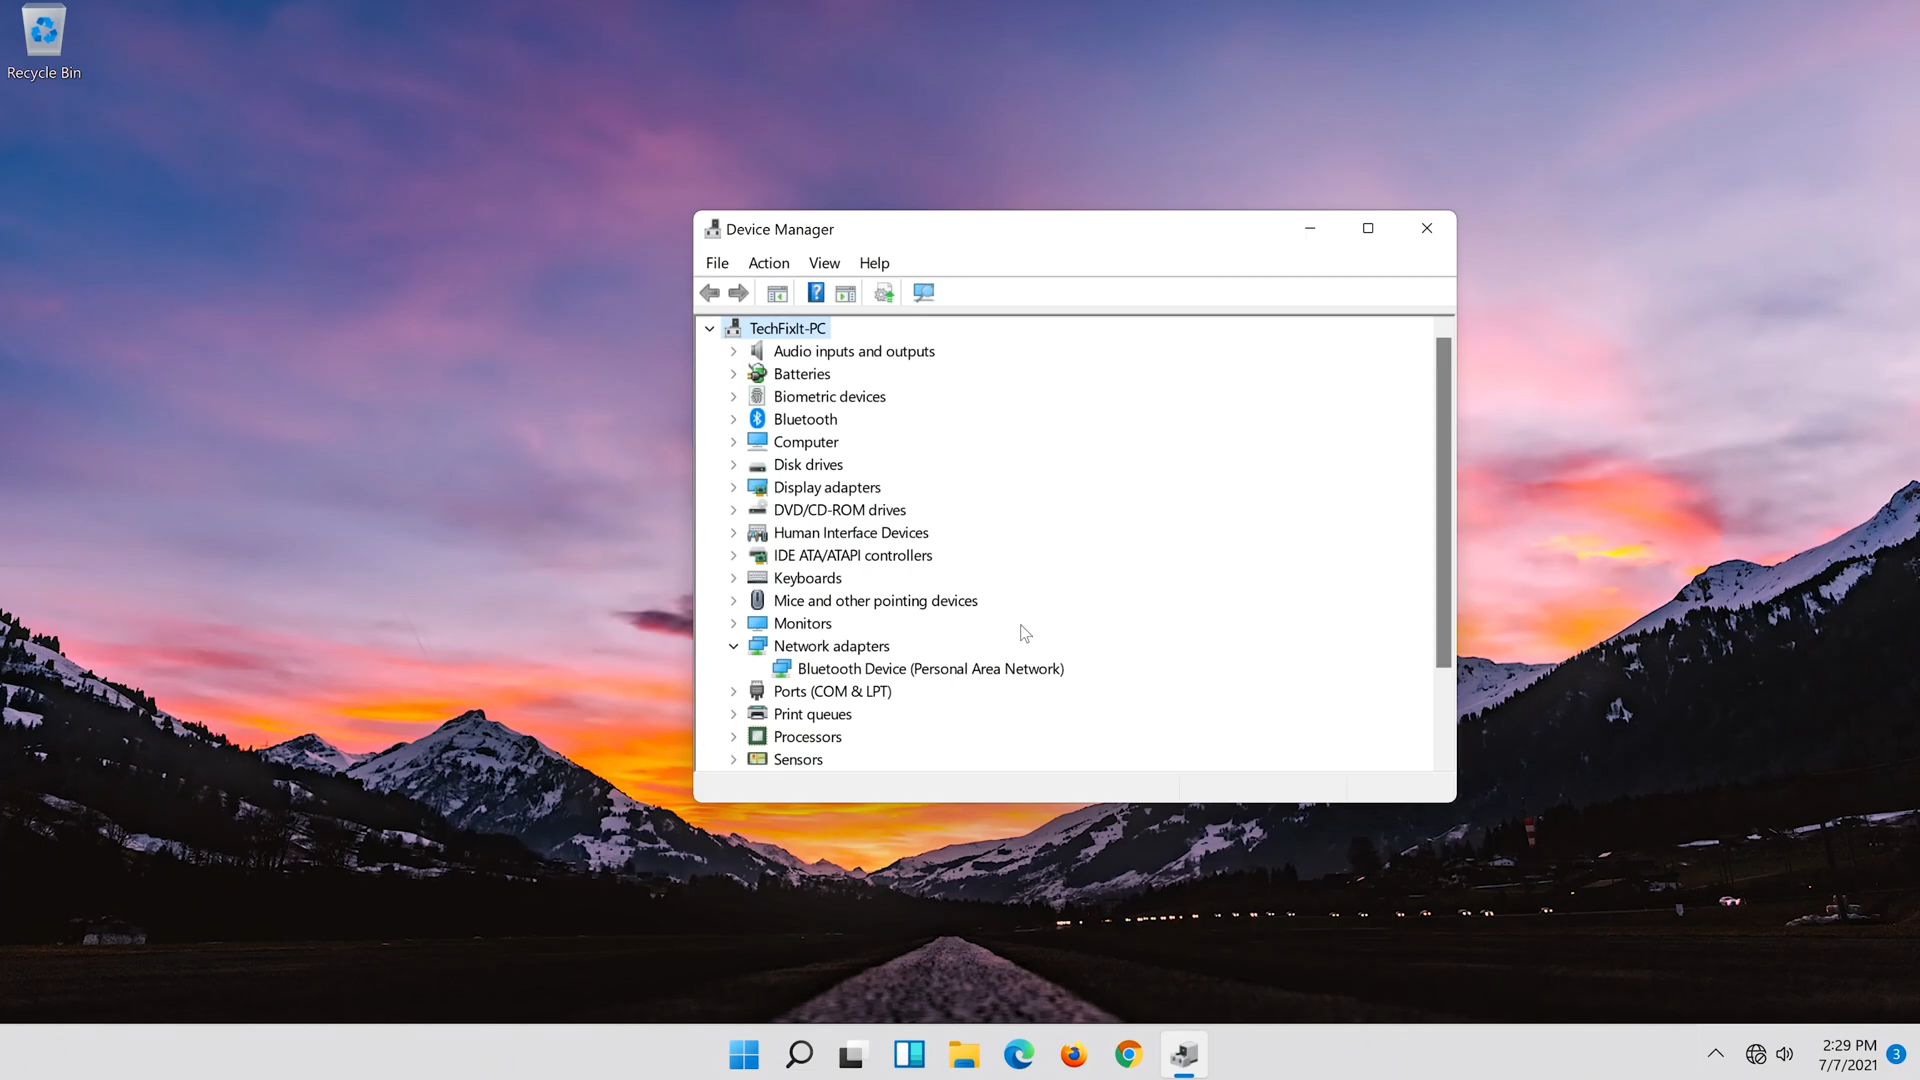 Recycle Bin
Device Manager
File Action View Help
TechFixIt-PC
Audio inputs and outputs
Batteries
Biometric devices
Bluetooth
Computer
Disk drives
Display adapters
DVD/CD-ROM drives
Human Interface Devices
IDE ATA/ATAPI controllers
Keyboards
Mice and other pointing devices
Monitors
Network adapters
Bluetooth Device (Personal Area Network)
Ports (COM & LPT)
Print queues
Processors
Sensors
2:29 PM
7/7/2021
3